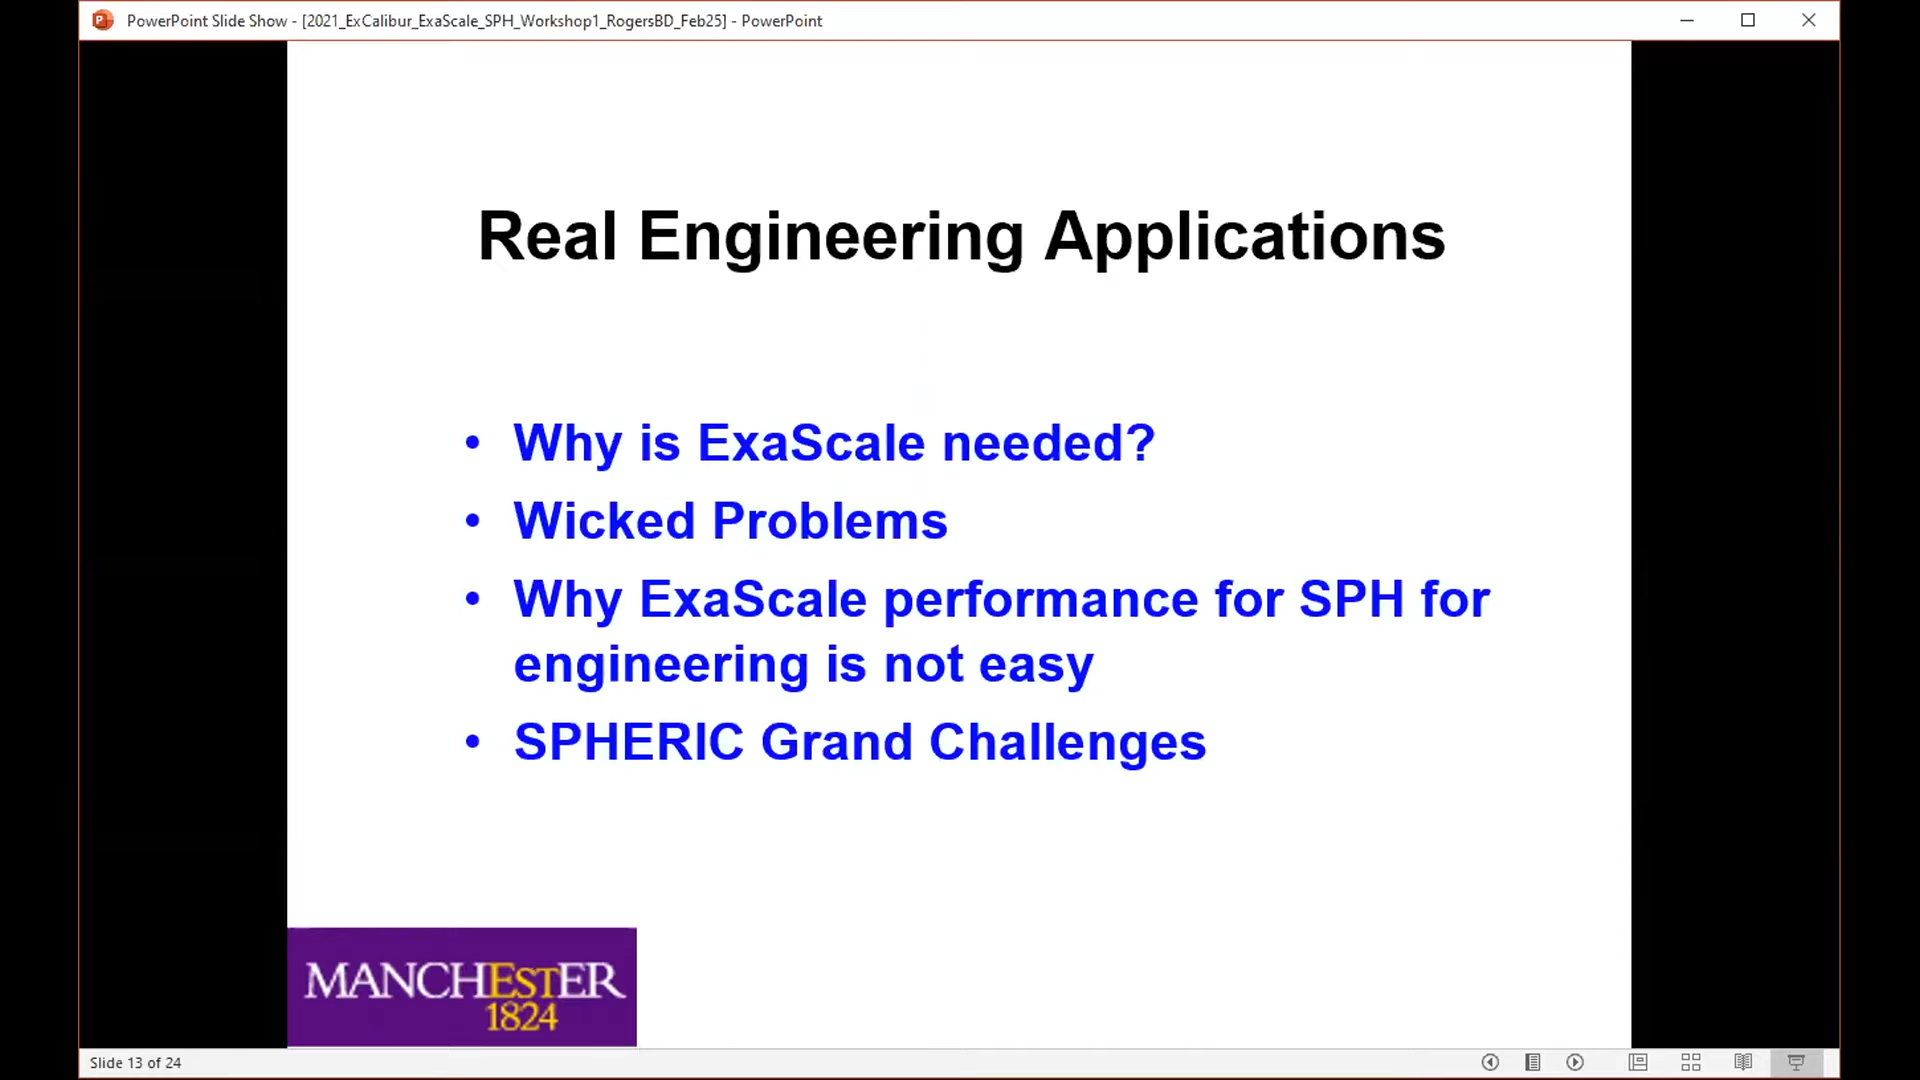 PowerPoint Slide Show - [2021_ExCalibur_ExaScale_SPH_Workshop1_RogersBD_Feb25] - PowerPoint
Real Engineering Applications
• Why is ExaScale needed?
• Wicked Problems
• Why ExaScale performance for SPH for
engineering is not easy
• SPHERIC Grand Challenges
MANCHESTER
1824
Slide 13 of 24